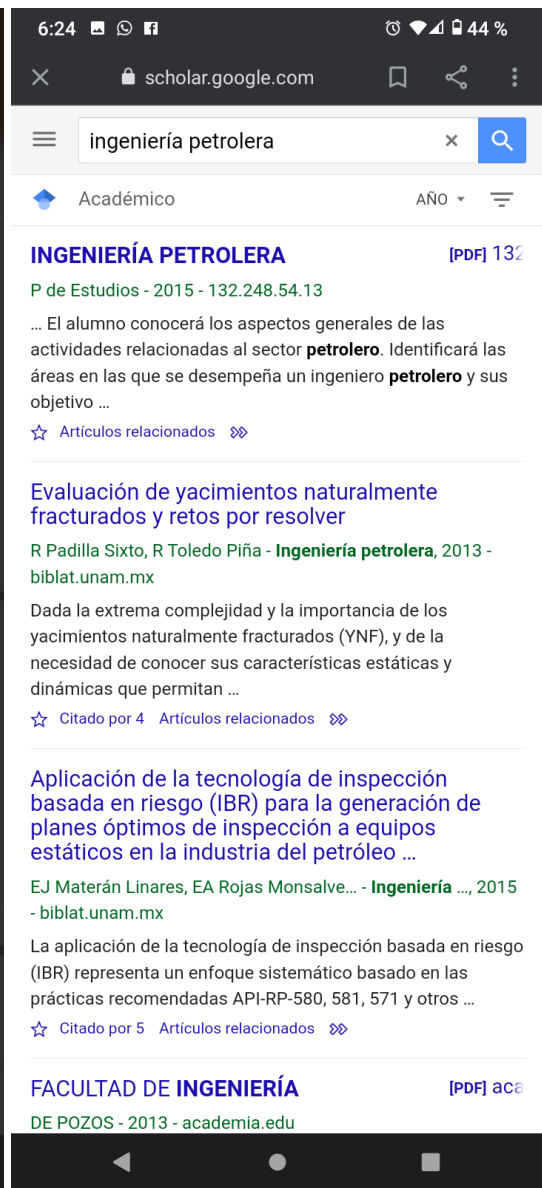 6:24 44 %
scholar.google.com
ingeniería petrolera
Académico AÑO
INGENIERÍA PETROLERA [PDF] 132
P de Estudios - 2015 - 132.248.54.13
... El alumno conocerá los aspectos generales de las
actividades relacionadas al sector petrolero. Identificará las
áreas en las que se desempeña un ingeniero petrolero y sus
objetivo ...
Artículos relacionados
Evaluación de yacimientos naturalmente
fracturados y retos por resolver
R Padilla Sixto, R Toledo Piña - Ingeniería petrolera, 2013 -
biblat.unam.mx
Dada la extrema complejidad y la importancia de los
yacimientos naturalmente fracturados (YNF), y de la
necesidad de conocer sus características estáticas y
dinámicas que permitan ...
Citado por 4 Artículos relacionados
Aplicación de la tecnología de inspección
basada en riesgo (IBR) para la generación de
planes óptimos de inspección a equipos
estáticos en la industria del petróleo ...
EJ Materán Linares, EA Rojas Monsalve... - Ingeniería ..., 2015
- biblat.unam.mx
La aplicación de la tecnología de inspección basada en riesgo
(IBR) representa un enfoque sistemático basado en las
prácticas recomendadas API-RP-580, 581, 571 y otros ...
Citado por 5 Artículos relacionados
FACULTAD DE INGENIERÍA [PDF] aca
DE POZOS - 2013 - academia.edu